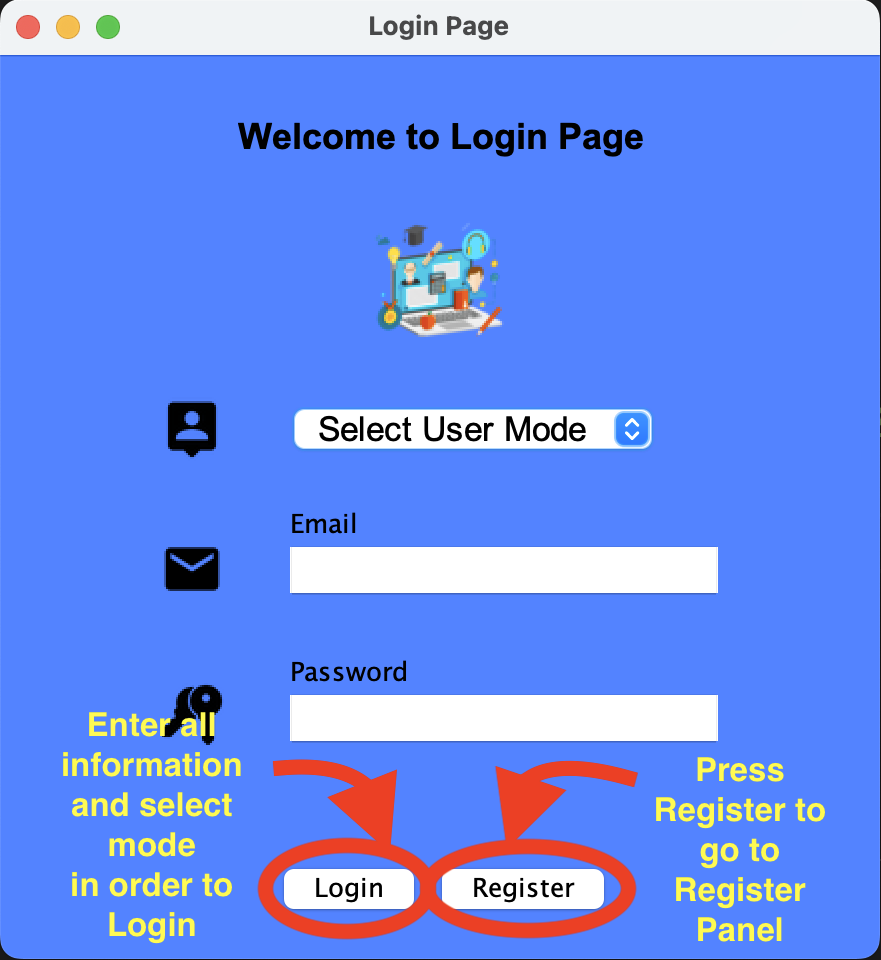 Login Page
Welcome to Login Page
Select User Mode
Email
Password
Enter all
information
and select
mode
in order to
Login
Press
Register to
go to
Register
Panel
Login
Register